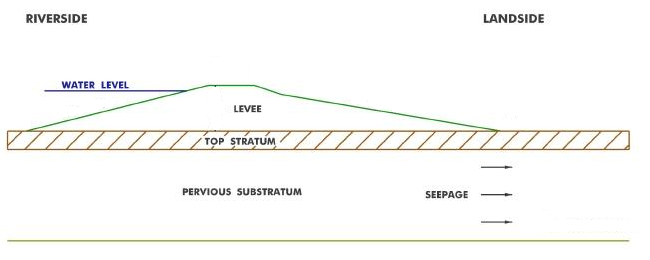 RIVERSIDE
LANDSIDE
WATER LEVEL
LEVEE
TOP STRATUM
PERVIOUS SUBSTRATUM
SEEPAGE